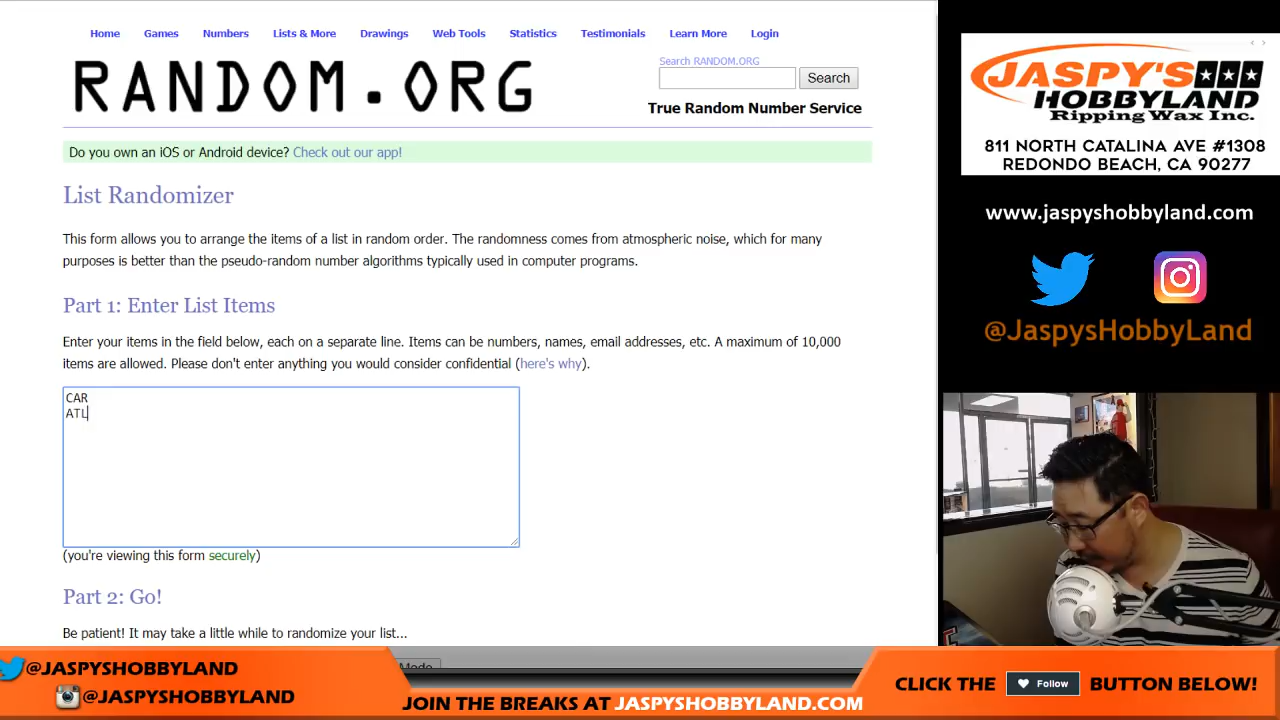 Home Games Numbers Lists & More Drawings Web Tools Statistics Testimonials Learn More Login
RANDOM.ORG
Search RANDOM.ORG
Search
True Random Number Service
Do you own an iOS or Android device? Check out our app!
List Randomizer
This form allows you to arrange the items of a list in random order. The randomness comes from atmospheric noise, which for many
purposes is better than the pseudo-random number algorithms typically used in computer programs.
Part 1: Enter List Items
Enter your items in the field below, each on a separate line. Items can be numbers, names, email addresses, etc. A maximum of 10,000
items are allowed. Please don't enter anything you would consider confidential (here's why).
CAR
ATL
(you're viewing this form securely)
Part 2: Go!
Be patient! It may take a little while to randomize your list...
Mode
JASPY'S
HOBBYLAND
Ripping Wax Inc.
811 NORTH CATALINA AVE #1308
REDONDO BEACH, CA 90277
www.jaspyshobbyland.com
@JaspysHobbyLand
@JASPYSHOBBYLAND
@JASPYSHOBBYLAND
JOIN THE BREAKS AT JASPYSHOBBYLAND.COM
CLICK THE Follow BUTTON BELOW!